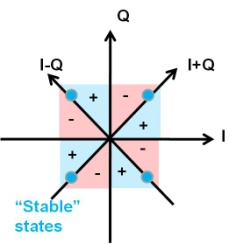 Q
I-Q
I+Q
+
-
-
+
I
+
-
-
+
“Stable”
states